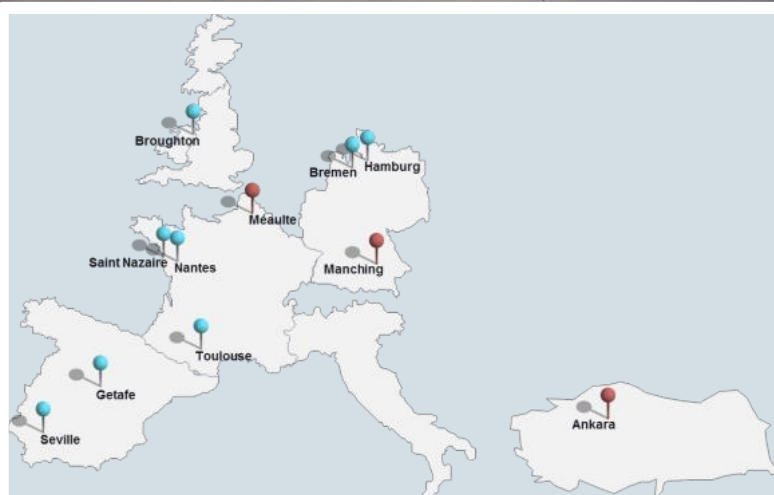 Broughton
Bremen
Hamburg
Méaulte
Saint Nazaire
Nantes
Manching
Toulouse
Getafe
Seville
Ankara